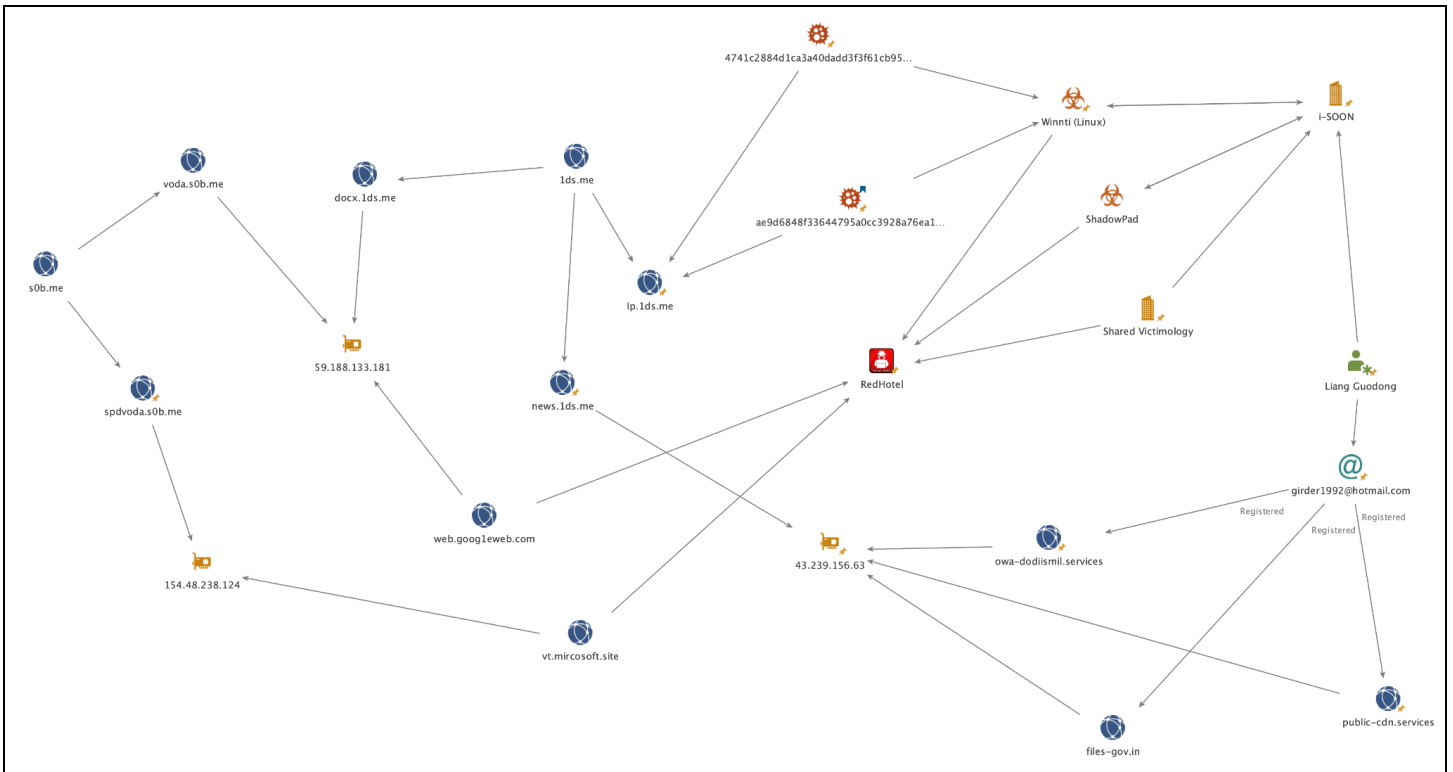 4741c2884d1ca3a40dadd3f3f61cb95...
Winnti (Linux)
i-SOON
voda.s0b.me
docx.1ds.me
1ds.me
ae9d6848f33644795a0cc3928a76ea1...
ShadowPad
s0b.me
lp.1ds.me
Shared Victimology
59.188.133.181
RedHotel
Liang Guodong
spdvoda.s0b.me
news.1ds.me
girder1992@hotmail.com
Registered
Registered
Registered
web.goog1eweb.com
43.239.156.63
owa-dodiismil.services
154.48.238.124
vt.mircosoft.site
public-cdn.services
files-gov.in